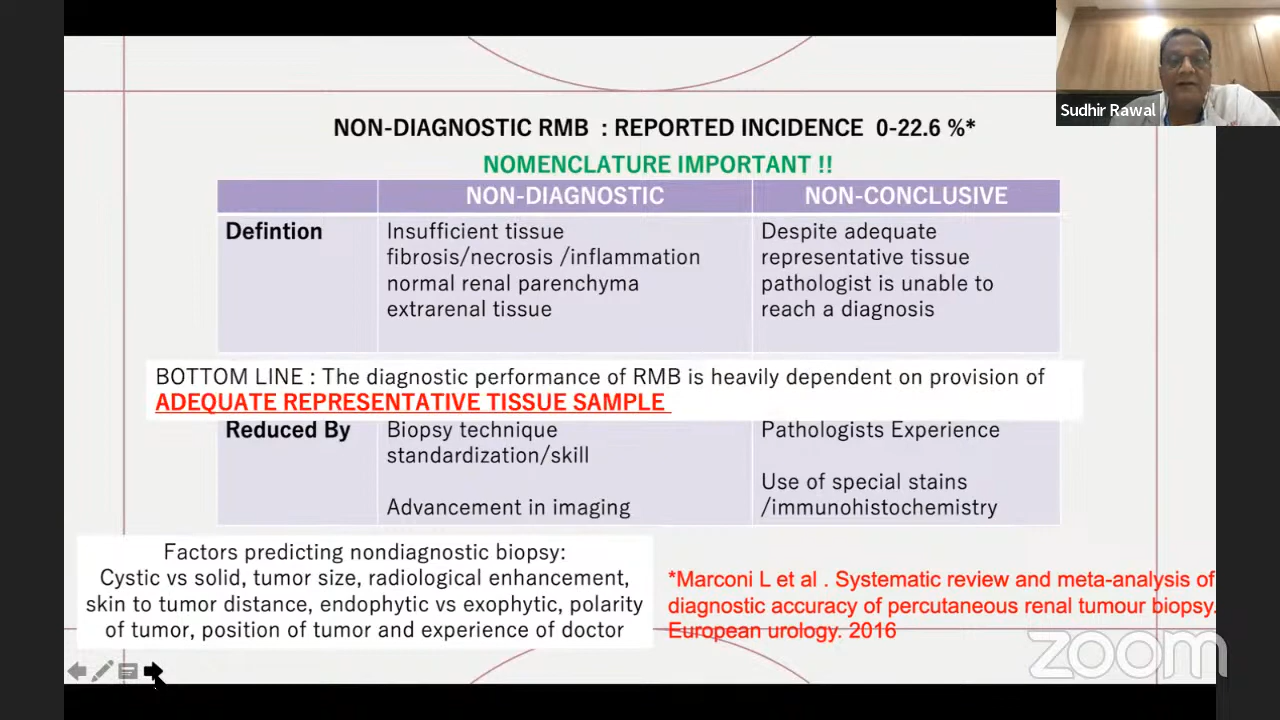 Sudhir Rawal
NON-DIAGNOSTIC RMB : REPORTED INCIDENCE 0-22.6 %*
NOMENCLATURE IMPORTANT !!
NON-DIAGNOSTIC
NON-CONCLUSIVE
Defintion
Insufficient tissue
fibrosis/necrosis /inflammation
normal renal parenchyma
extrarenal tissue
Despite adequate
representative tissue
pathologist is unable to
reach a diagnosis
BOTTOM LINE : The diagnostic performance of RMB is heavily dependent on provision of
ADEQUATE REPRESENTATIVE TISSUE SAMPLE
Reduced By
Biopsy technique
standardization/skill
Advancement in imaging
Pathologists Experience
Use of special stains
/immunohistochemistry
Factors predicting nondiagnostic biopsy:
Cystic vs solid, tumor size, radiological enhancement,
skin to tumor distance, endophytic vs exophytic, polarity
of tumor, position of tumor and experience of doctor
*Marconi L et al . Systematic review and meta-analysis of
diagnostic accuracy of percutaneous renal tumour biopsy.
European urology. 2016
zoom